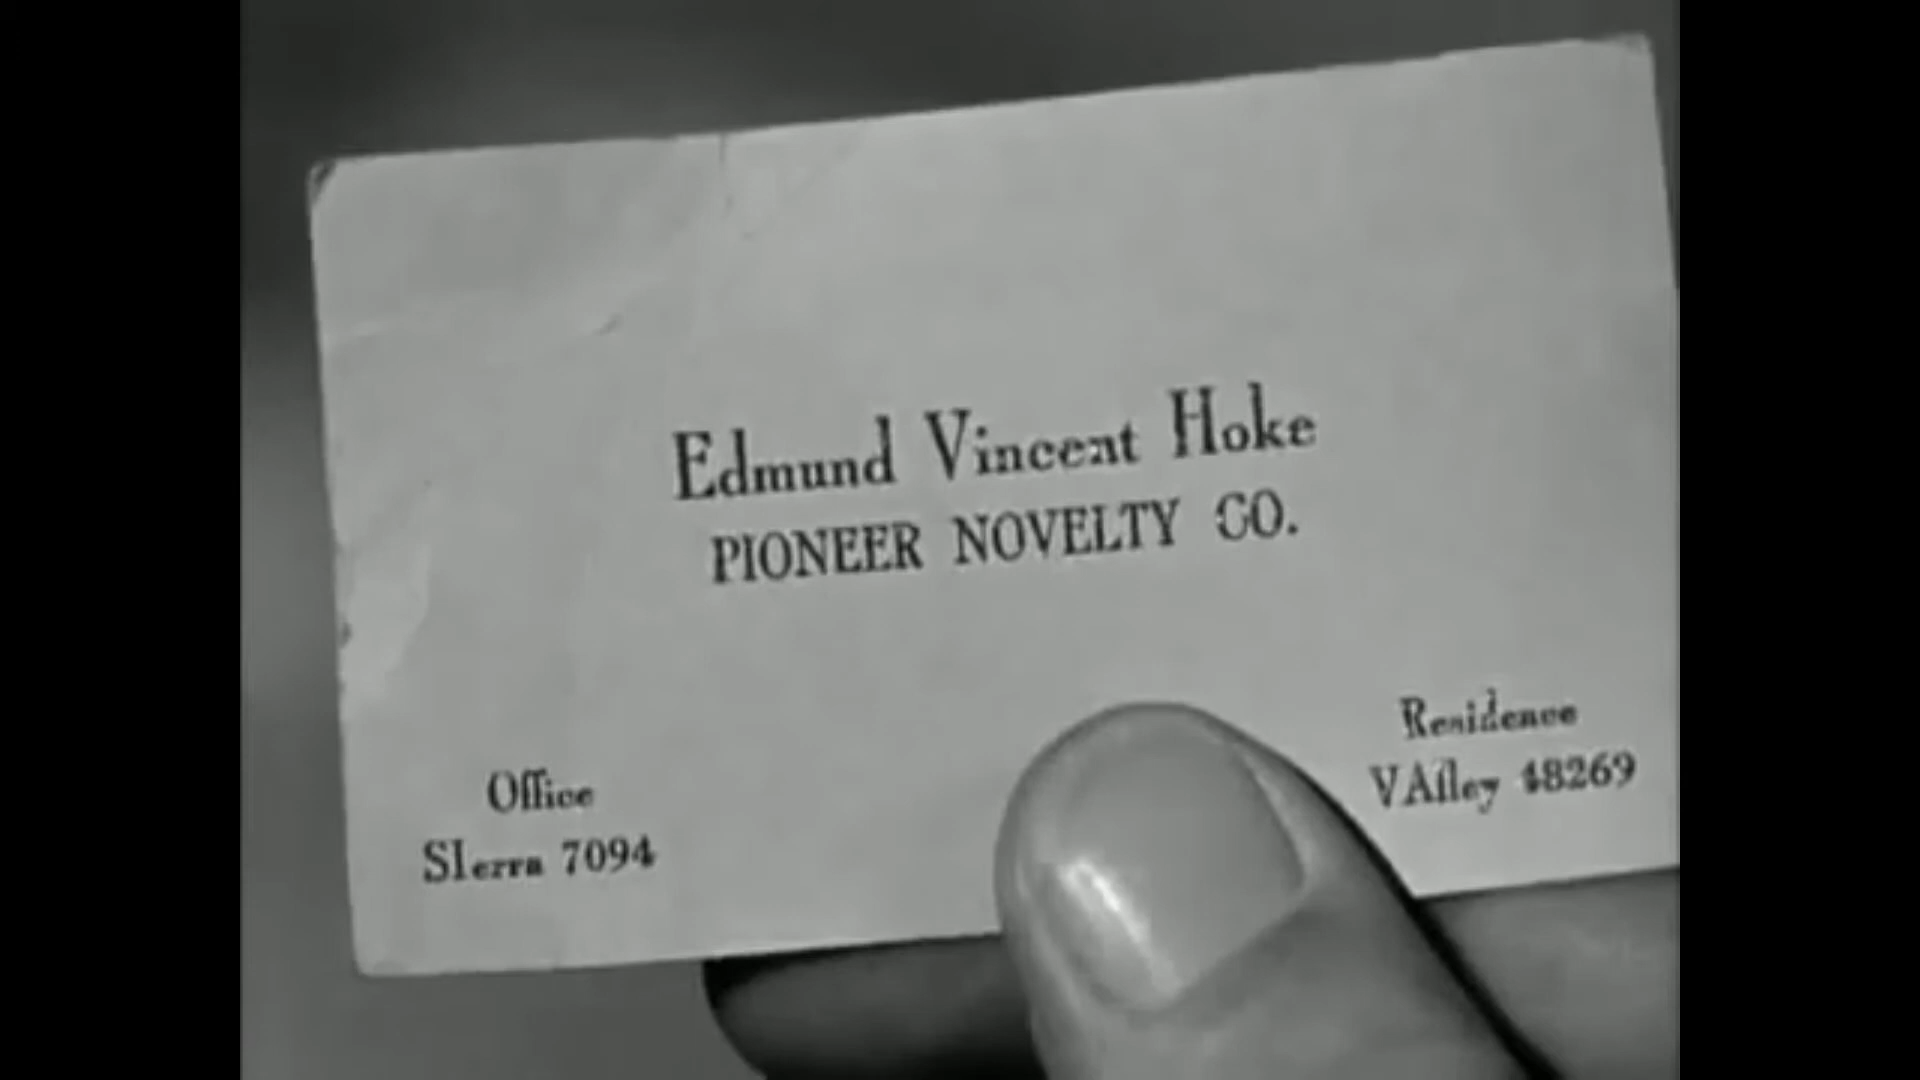 Edmund Vincent Hoke
PIONEER NOVELTY CO.
Office
SIerra 7094
Residence
VAlley 48269